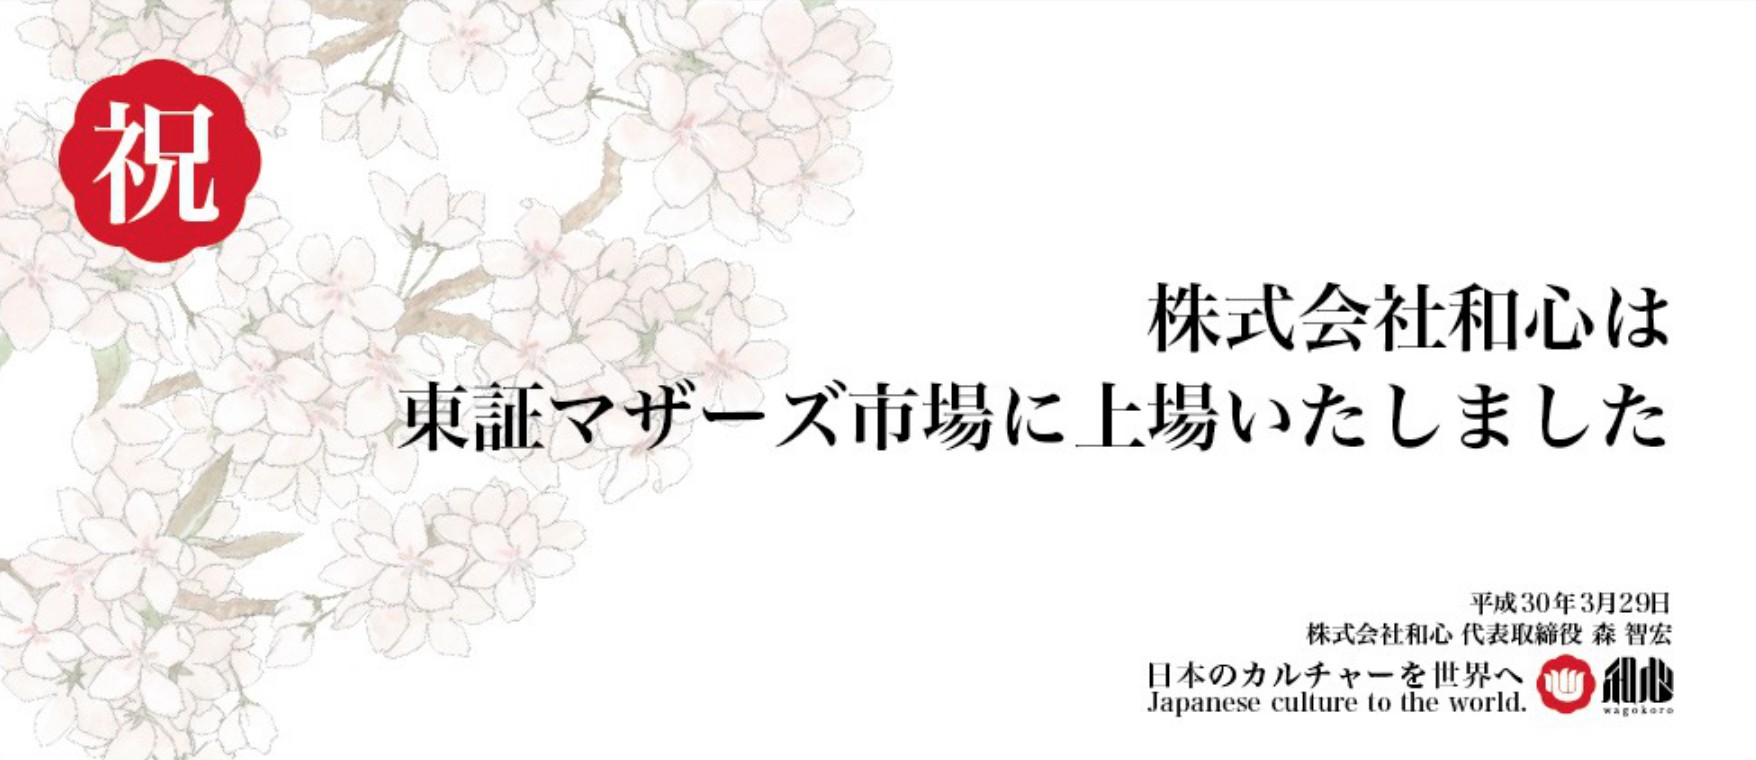 祝
株式会社和心は
東証マザーズ市場に上場いたしました
平成30年3月29日
株式会社和心 代表取締役 森 智宏
日本のカルチャーを世界へ
Japanese culture to the world.
和心
wagokoro